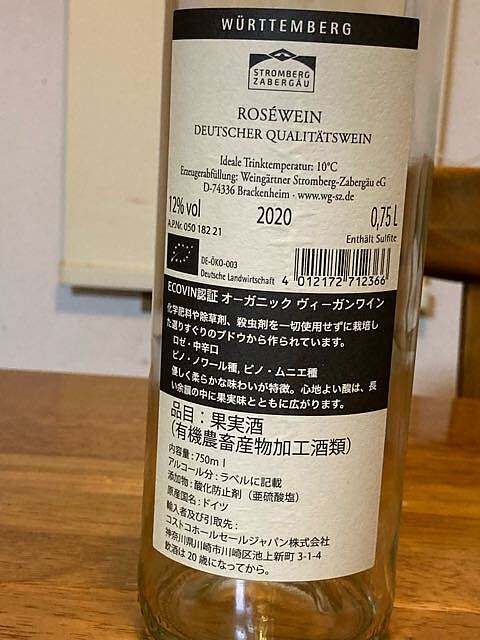 WÜRTTEMBERG
STROMBERG
ZABERGÄU
ROSÉWEIN
DEUTSCHER QUALITÄTSWEIN
Ideale Trinktemperatur: 10°C
Erzeugerabfüllung: Weingärtner Stromberg-Zabergäu eG
D-74336 Brackenheim · www.wg-sz.de
12% vol 2020 0,75 L
A.P.Nr. 050 182 21 Enthält Sulfite
DE-ÖKO-003
Deutsche Landwirtschaft
4 012172 712366
ECOVIN認証 オーガニック ヴィーガンワイン
化学肥料や除草剤、殺虫剤を一切使用せずに栽培し
た選りすぐりのブドウから作られています。
ロゼ・中辛口
ピノ・ノワール種, ピノ・ムニエ種
優しく柔らかな味わいが特徴。心地よい酸は、長
い余韻の中に果実味とともに広がります。
品目：果実酒
(有機農畜産物加工酒類)
内容量：750ml
アルコール分：ラベルに記載
添加物：酸化防止剤（亜硫酸塩）
原産国名：ドイツ
輸入者及び引取先：
コストコホールセールジャパン株式会社
神奈川県川崎市川崎区池上新町 3-1-4
飲酒は 20 歳になってから。